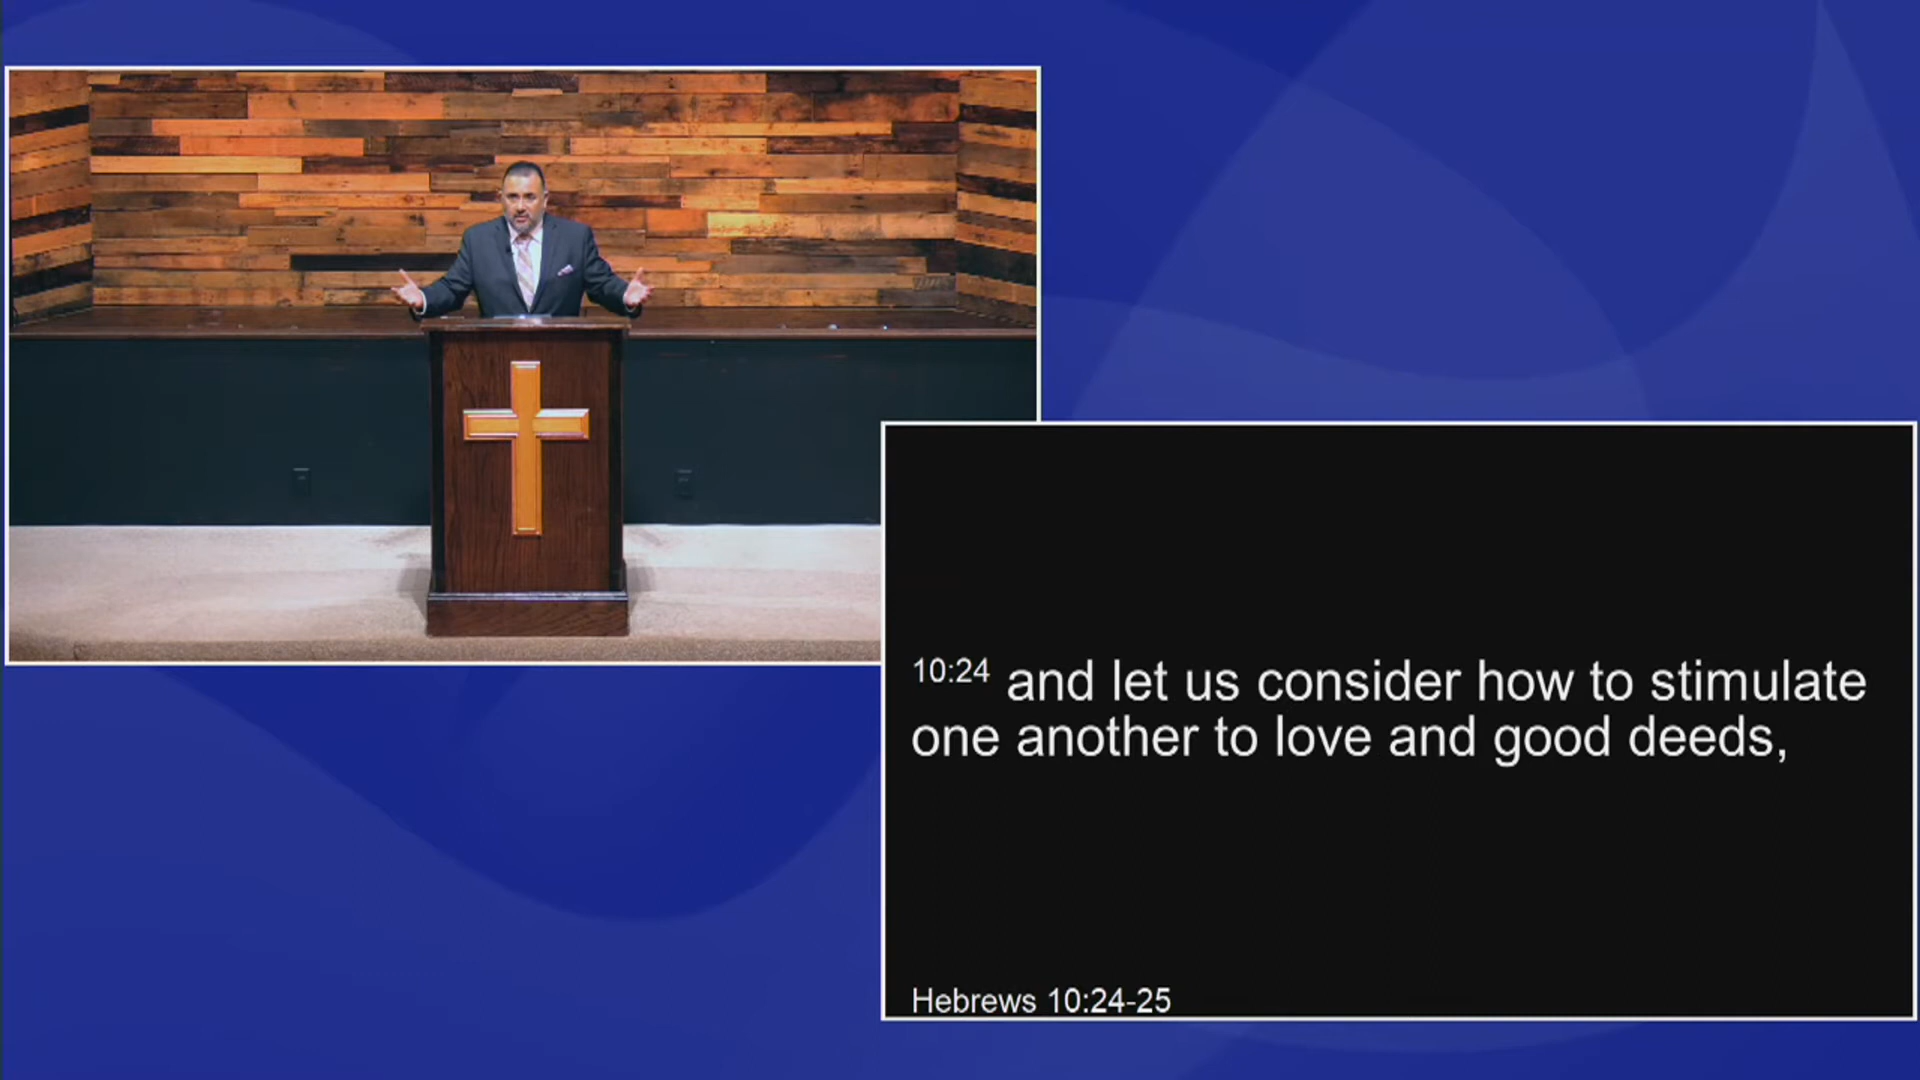 10:24 and let us consider how to stimulate
one another to love and good deeds,
Hebrews 10:24-25